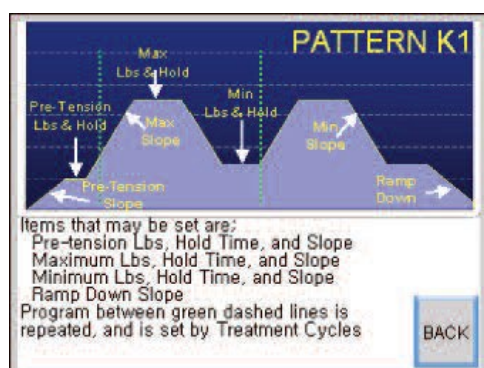 PATTERN K1
Max
Lbs & Hold
Pre-Tension
Lbs & Hold
Min
Lbs & Hold
Max
Slope
Min
Slope
Pre-Tension
Slope
Ramp
Down
Items that may be set are;
Pre-tension Lbs, Hold Time, and Slope
Maximum Lbs, Hold Time, and Slope
Minimum Lbs, Hold Time, and Slope
Ramp Down Slope
Program between green dashed lines is
repeated, and is set by Treatment Cycles
BACK